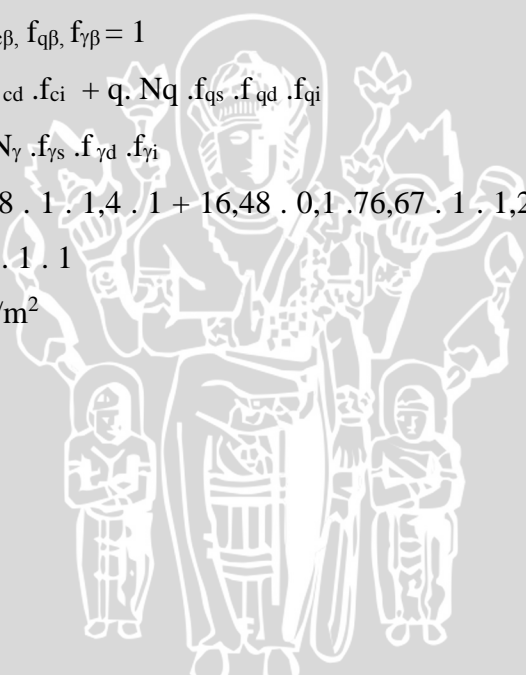 cβ, fqβ, fγβ = 1
cd .fci + q. Nq .fqs .f qd .fqi
Nγ .fγs .f γd .fγi
8 . 1 . 1,4 . 1 + 16,48 . 0,1 .76,67 . 1 . 1,2
. 1 . 1
/m²